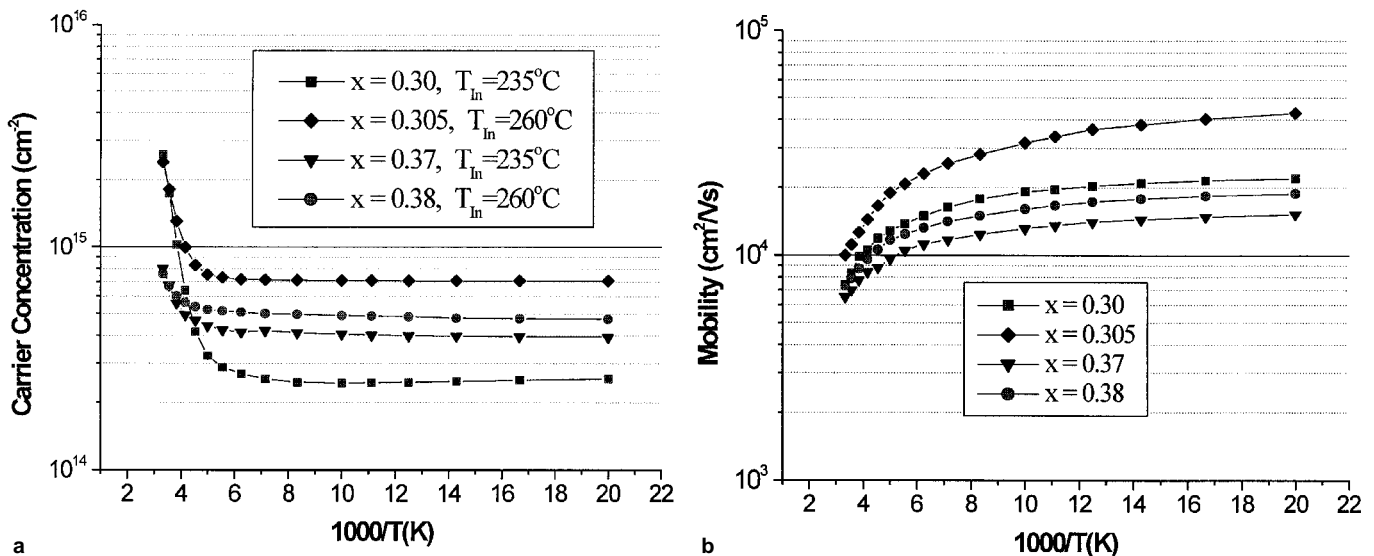 10^16
10^15
10^14
Carrier Concentration (cm^-2)
x = 0.30, T_In=235°C
x = 0.305, T_In=260°C
x = 0.37, T_In=235°C
x = 0.38, T_In=260°C
2 4 6 8 10 12 14 16 18 20 22
1000/T(K)
a
10^5
10^4
10^3
Mobility (cm^2/Vs)
x = 0.30
x = 0.305
x = 0.37
x = 0.38
2 4 6 8 10 12 14 16 18 20 22
1000/T(K)
b